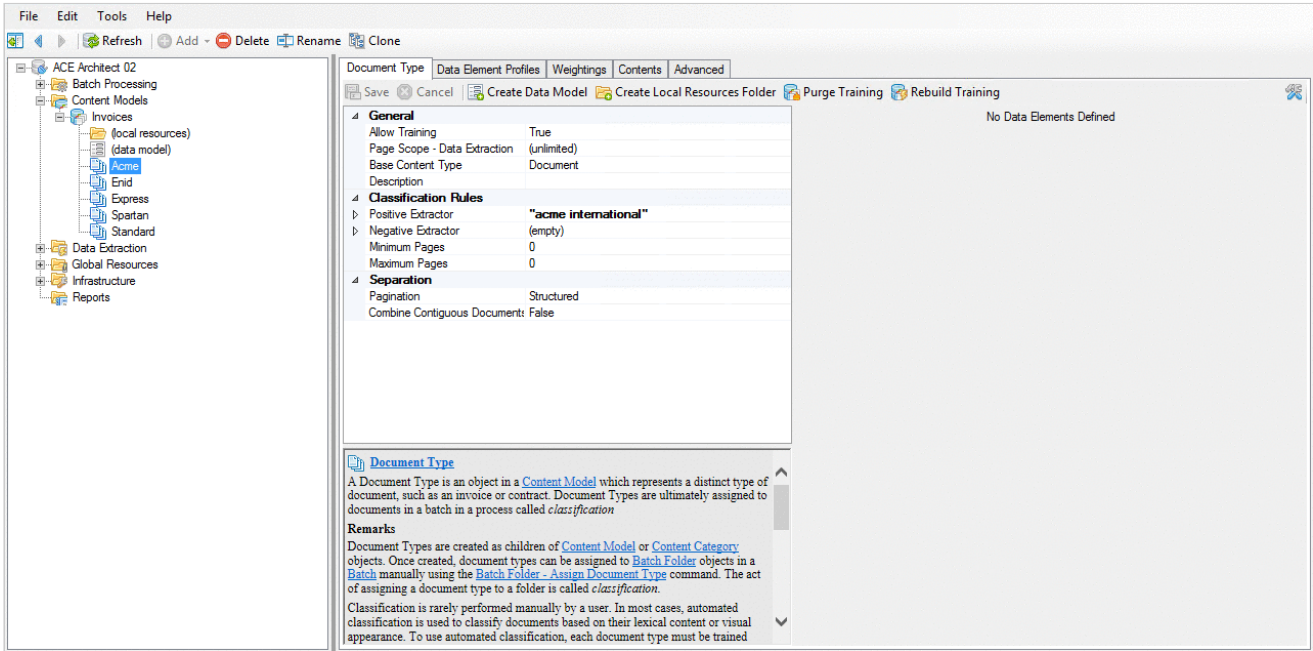 File Edit Tools Help
Refresh Add Delete Rename Clone
ACE Architect 02
Batch Processing
Content Models
Invoices
(local resources)
(data model)
Acme
Enid
Express
Spartan
Standard
Data Extraction
Global Resources
Infrastructure
Reports
Document Type Data Element Profiles Weightings Contents Advanced
Save Cancel Create Data Model Create Local Resources Folder Purge Training Rebuild Training
General
Allow Training True
Page Scope - Data Extraction (unlimited)
Base Content Type Document
Description
Classification Rules
Positive Extractor "acme international"
Negative Extractor (empty)
Minimum Pages 0
Maximum Pages 0
Separation
Pagination Structured
Combine Contiguous Documents False
No Data Elements Defined
Document Type
A Document Type is an object in a Content Model which represents a distinct type of
document, such as an invoice or contract. Document Types are ultimately assigned to
documents in a batch in a process called classification
Remarks
Document Types are created as children of Content Model or Content Category
objects. Once created, document types can be assigned to Batch Folder objects in a
Batch manually using the Batch Folder - Assign Document Type command. The act
of assigning a document type to a folder is called classification.
Classification is rarely performed manually by a user. In most cases, automated
classification is used to classify documents based on their lexical content or visual
appearance. To use automated classification, each document type must be trained